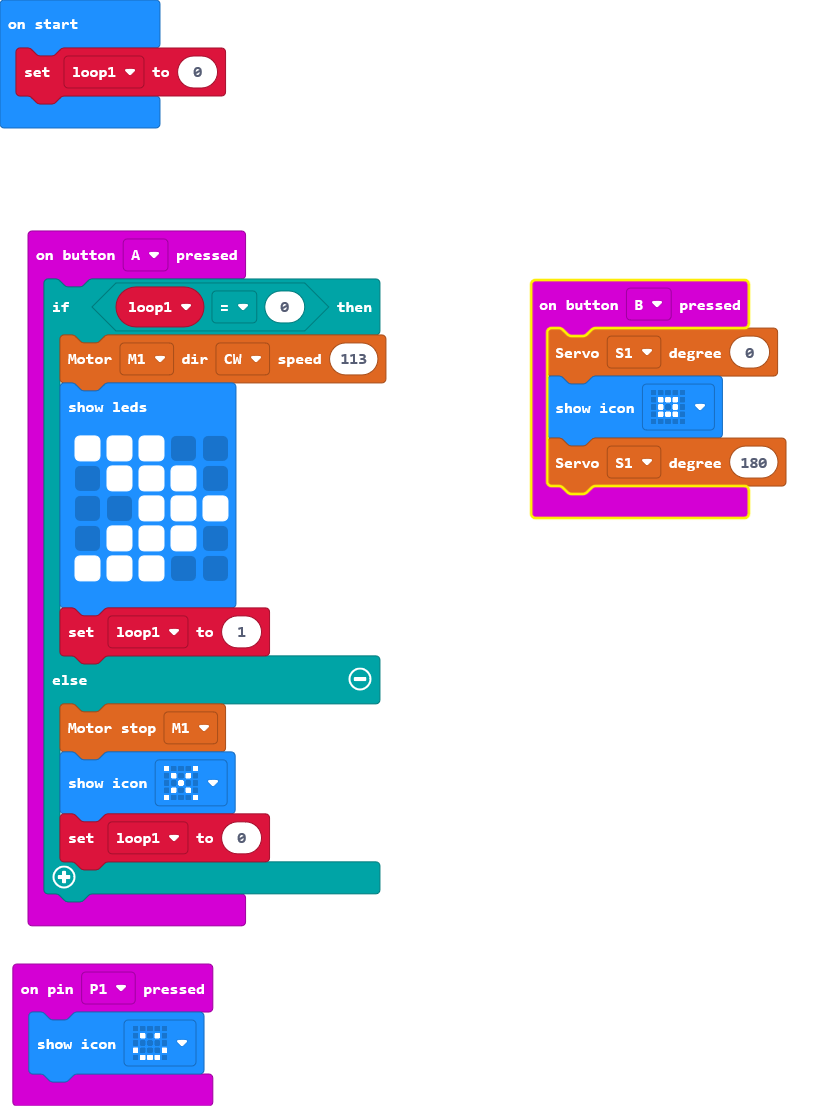 on start
set loop1 to 0
on button A pressed
if loop1 = 0 then
Motor M1 dir CW speed 113
show leds
set loop1 to 1
else
Motor stop M1
show icon
set loop1 to 0
on button B pressed
Servo S1 degree 0
show icon
Servo S1 degree 180
on pin P1 pressed
show icon